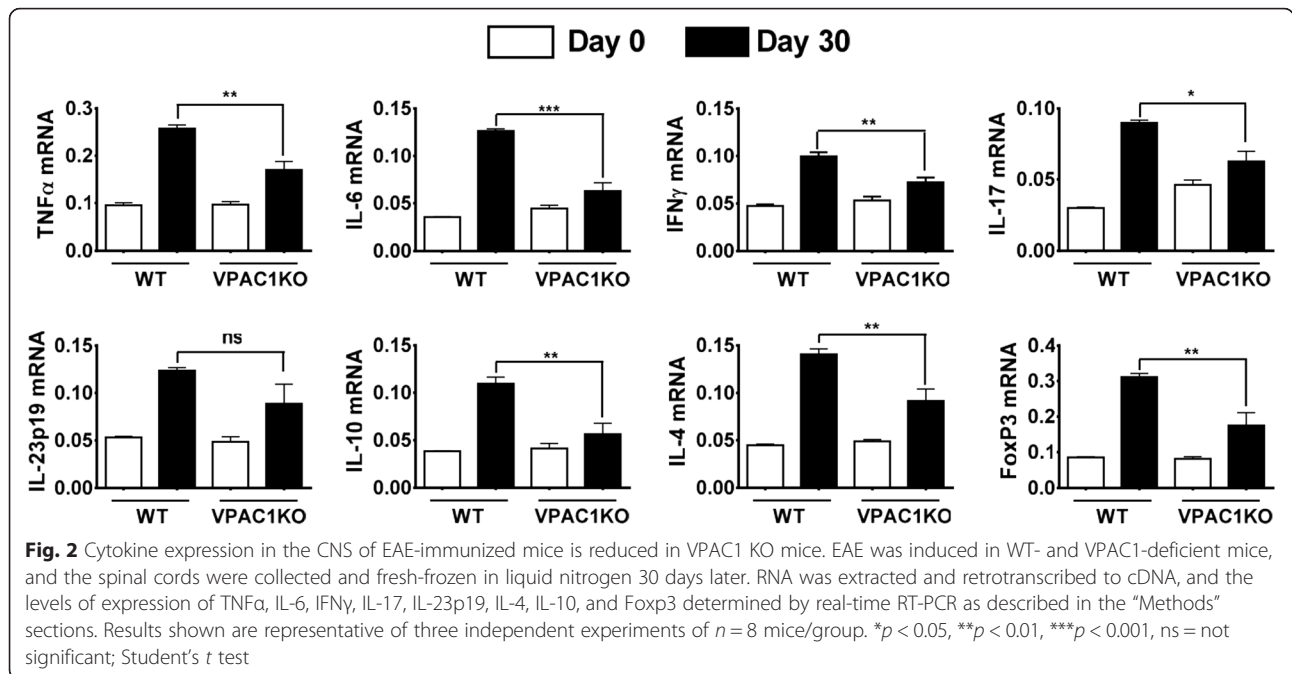 Day 0 Day 30
TNFα mRNA
0.3
0.2
0.1
0.0
**
WT VPAC1KO
IL-6 mRNA
0.15
0.10
0.05
0.00
***
WT VPAC1KO
IFNγ mRNA
0.15
0.10
0.05
0.00
**
WT VPAC1KO
IL-17 mRNA
0.10
0.05
0.00
*
WT VPAC1KO
IL-23p19 mRNA
0.15
0.10
0.05
0.00
ns
WT VPAC1KO
IL-10 mRNA
0.15
0.10
0.05
0.00
**
WT VPAC1KO
IL-4 mRNA
0.15
0.10
0.05
0.00
**
WT VPAC1KO
FoxP3 mRNA
0.4
0.3
0.2
0.1
0.0
**
WT VPAC1KO
Fig. 2 Cytokine expression in the CNS of EAE-immunized mice is reduced in VPAC1 KO mice. EAE was induced in WT- and VPAC1-deficient mice,
and the spinal cords were collected and fresh-frozen in liquid nitrogen 30 days later. RNA was extracted and retrotranscribed to cDNA, and the
levels of expression of TNFα, IL-6, IFNγ, IL-17, IL-23p19, IL-4, IL-10, and Foxp3 determined by real-time RT-PCR as described in the “Methods”
sections. Results shown are representative of three independent experiments of n = 8 mice/group. *p < 0.05, **p < 0.01, ***p < 0.001, ns = not
significant; Student’s t test